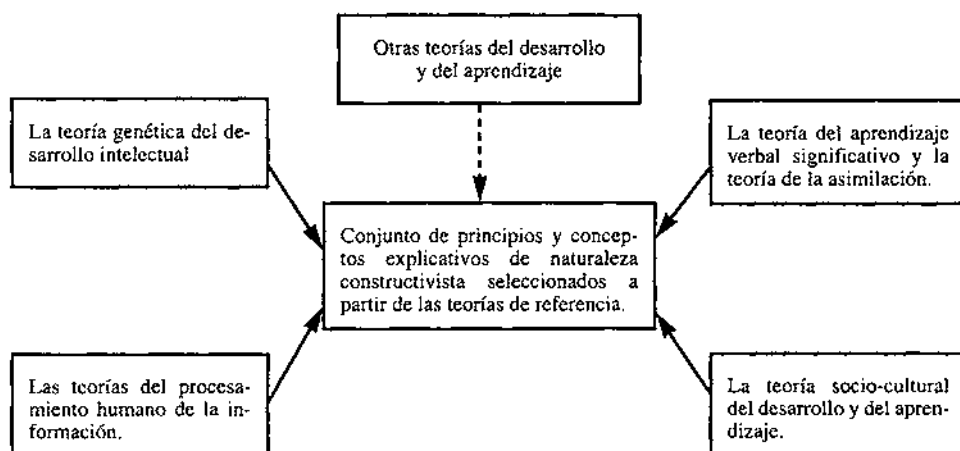 Otras teorías del desarrollo
y del aprendizaje
La teoría genética del de-
sarrollo intelectual
La teoría del aprendizaje
verbal significativo y la
teoría de la asimilación.
Conjunto de principios y concep-
tos explicativos de naturaleza
constructivista seleccionados a
partir de las teorías de referencia.
Las teorías del procesa-
miento humano de la in-
formación.
La teoría socio-cultural
del desarrollo y del apren-
dizaje.